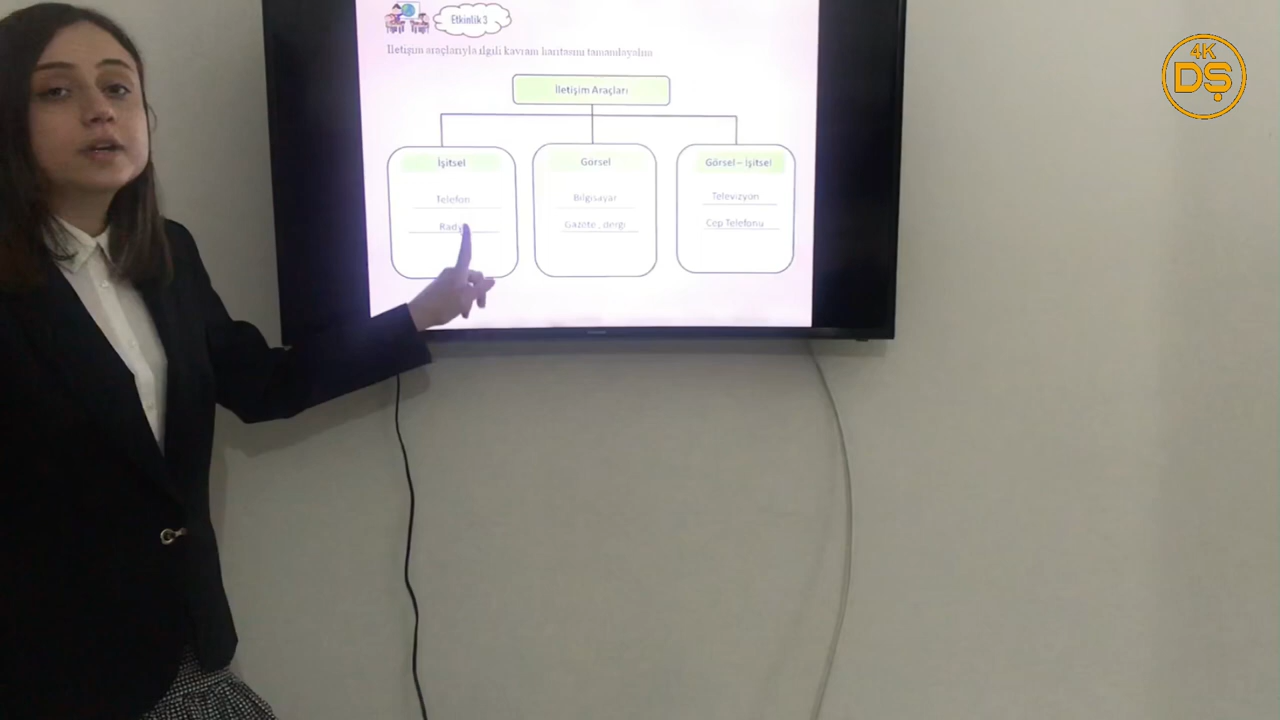 Etkinlik 3
İletişim araçlarıyla ilgili kavram haritasını tamamlayalım
İletişim Araçları
İşitsel
Telefon
Görsel
Bilgisayar
Gazete , dergi
Görsel – İşitsel
Televizyon
Cep Telefonu
4K
DŞ